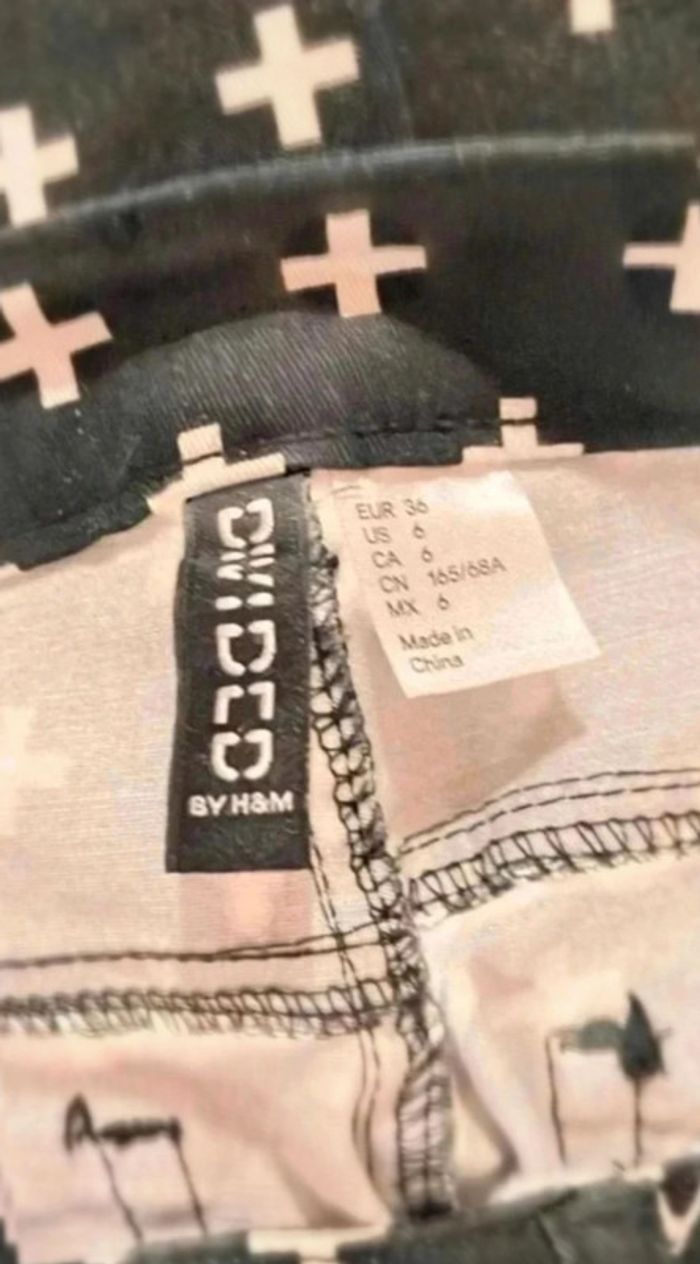 DIVIDED
BY H&M
EUR 36
US 6
CA 6
CN 165/68A
MX 6
Made in
China